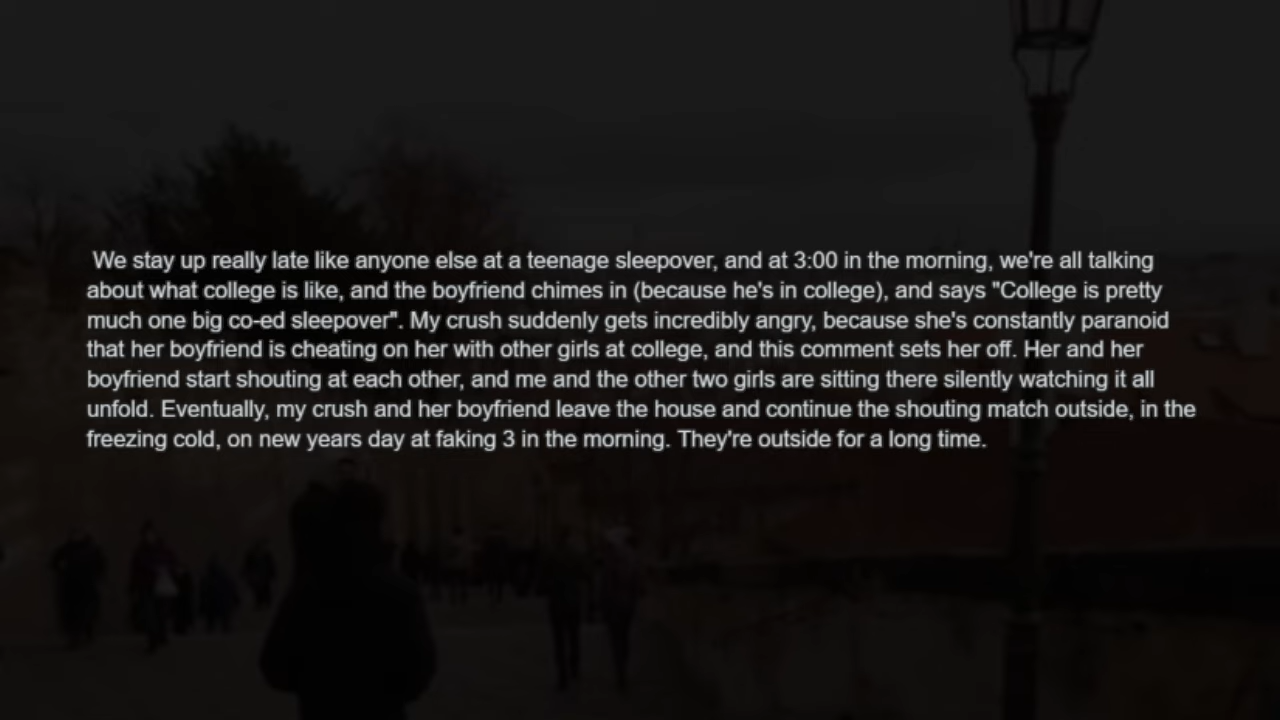 We stay up really late like anyone else at a teenage sleepover, and at 3:00 in the morning, we're all talking
about what college is like, and the boyfriend chimes in (because he's in college), and says "College is pretty
much one big co-ed sleepover". My crush suddenly gets incredibly angry, because she's constantly paranoid
that her boyfriend is cheating on her with other girls at college, and this comment sets her off. Her and her
boyfriend start shouting at each other, and me and the other two girls are sitting there silently watching it all
unfold. Eventually, my crush and her boyfriend leave the house and continue the shouting match outside, in the
freezing cold, on new years day at faking 3 in the morning. They're outside for a long time.